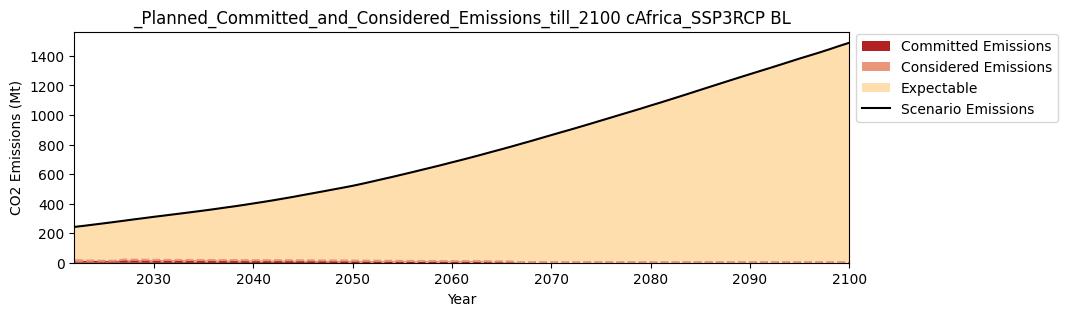 _Planned_Committed_and_Considered_Emissions_till_2100 cAfrica_SSP3RCP BL
1400
1200
1000
800
600
400
200
0
CO2 Emissions (Mt)
2030 2040 2050 2060 2070 2080 2090 2100
Year
Committed Emissions
Considered Emissions
Expectable
Scenario Emissions